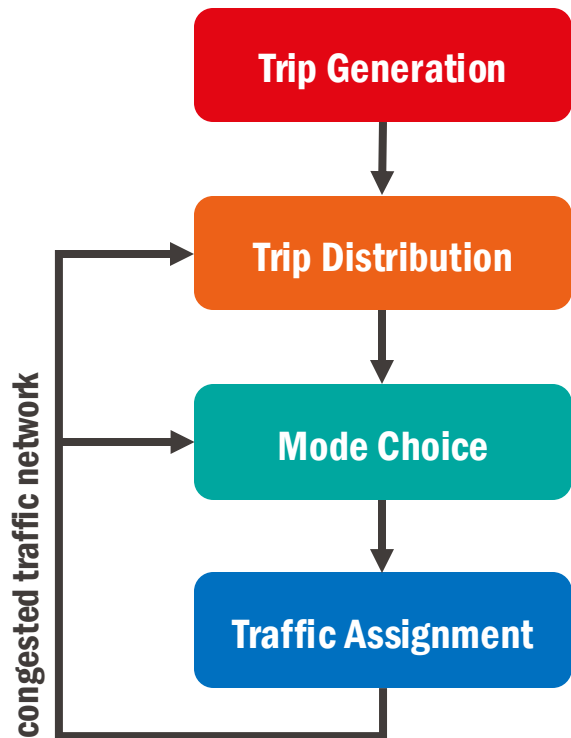 Trip Generation
Trip Distribution
Mode Choice
Traffic Assignment
congested traffic network